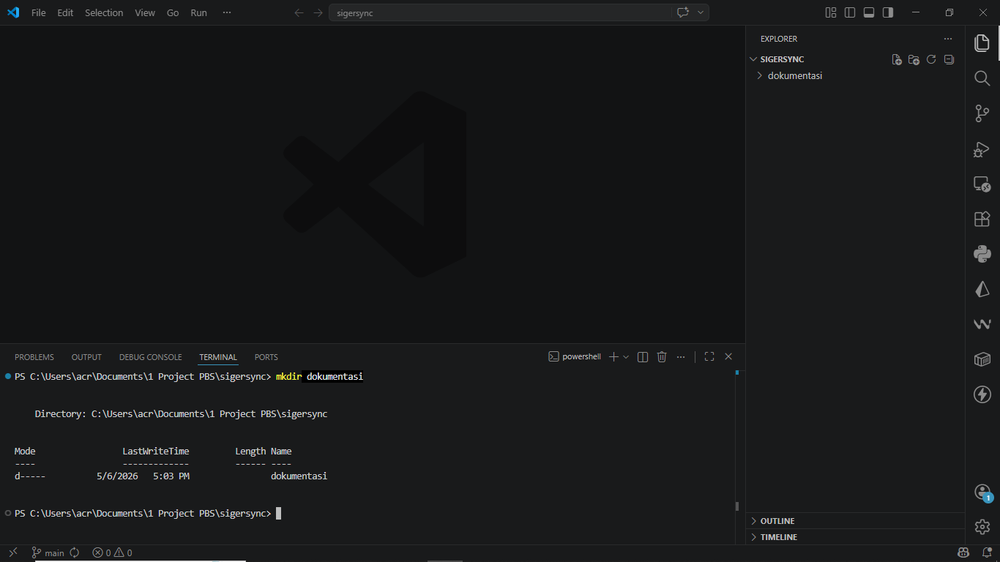 File Edit Selection View Go Run ...
sigersync
EXPLORER
SIGERSYNC
dokumentasi
PROBLEMS OUTPUT DEBUG CONSOLE TERMINAL PORTS
powershell
PS C:\Users\acr\Documents\1 Project PBS\sigersync> mkdir dokumentasi
Directory: C:\Users\acr\Documents\1 Project PBS\sigersync
Mode LastWriteTime Length Name
---- ------------- ------ ----
d----- 5/6/2026 5:03 PM dokumentasi
PS C:\Users\acr\Documents\1 Project PBS\sigersync>
1
OUTLINE
TIMELINE
main 0 0